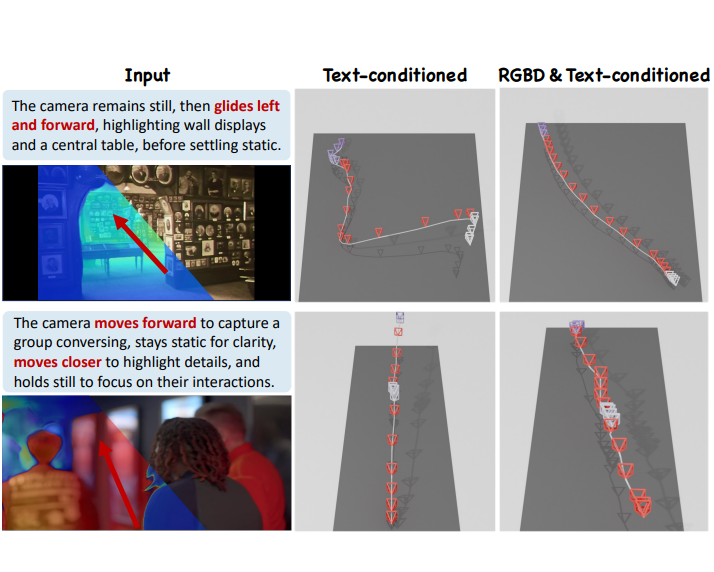 Input
Text-conditioned
RGBD & Text-conditioned
The camera remains still, then glides left
and forward, highlighting wall displays
and a central table, before settling static.
The camera moves forward to capture a
group conversing, stays static for clarity,
moves closer to highlight details, and
holds still to focus on their interactions.